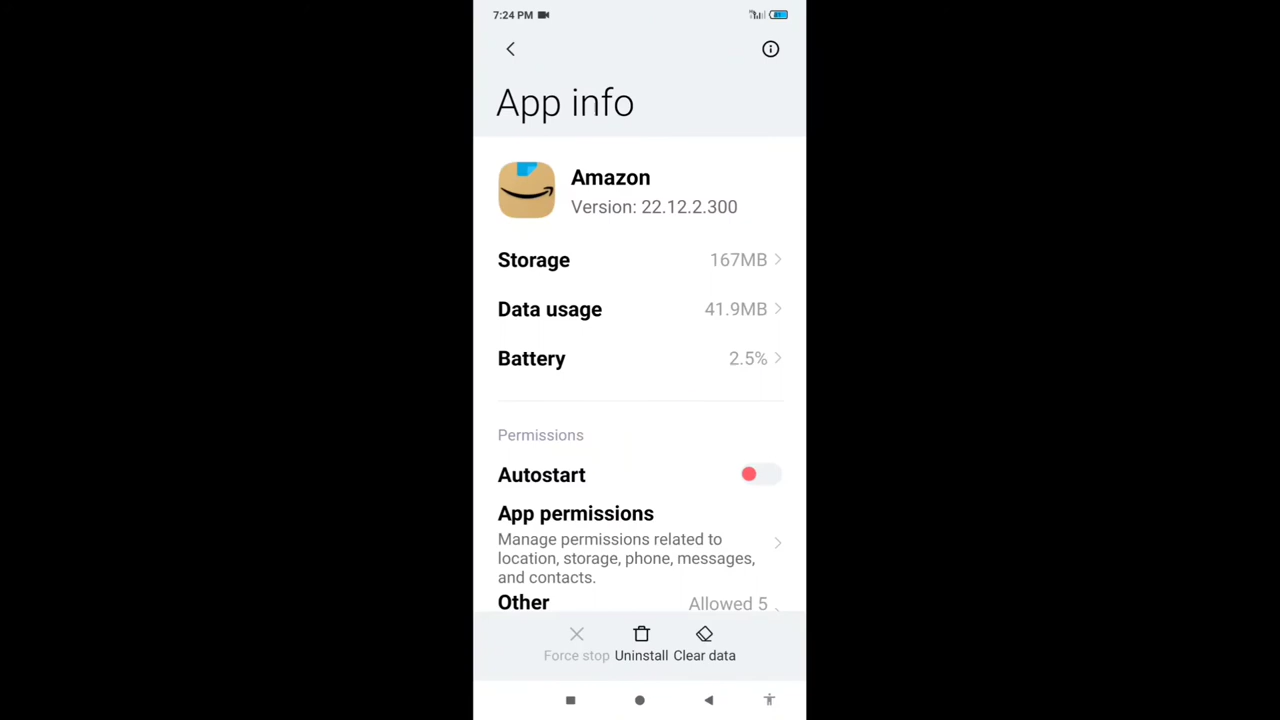 7:24 PM
App info
Amazon
Version: 22.12.2.300
Storage 167MB
Data usage 41.9MB
Battery 2.5%
Permissions
Autostart
App permissions
Manage permissions related to
location, storage, phone, messages,
and contacts.
Other Allowed 5
Force stop Uninstall Clear data